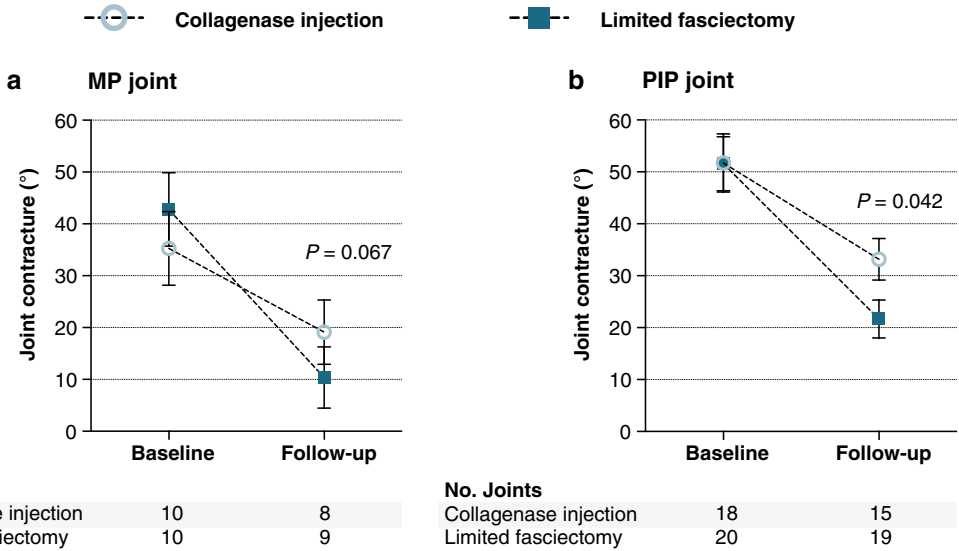 Collagenase injection Limited fasciectomy
a MP joint
60
50
40
30
20
10
0
Joint contracture (°)
P = 0.067
Baseline Follow-up
b PIP joint
60
50
40
30
20
10
0
Joint contracture (°)
P = 0.042
Baseline Follow-up
injection 10 8
10 9
No. Joints
Collagenase injection 18 15
Limited fasciectomy 20 19